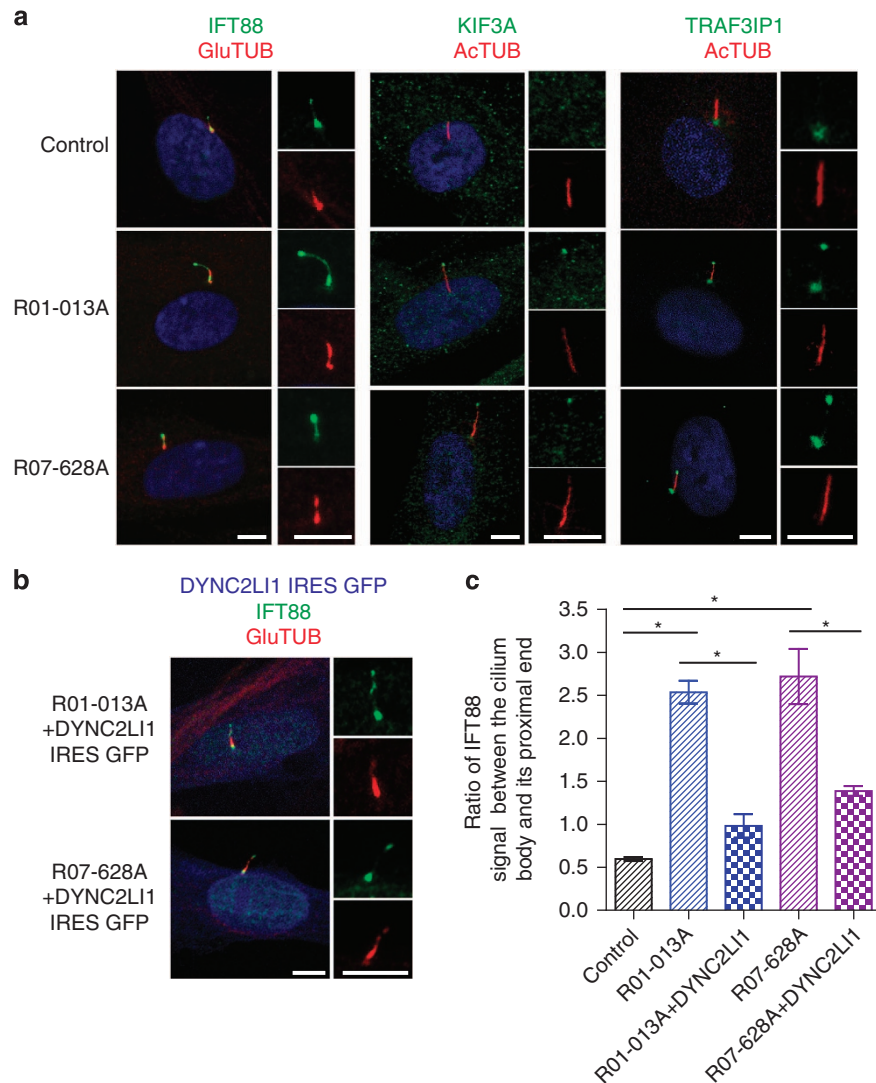 a
IFT88
GluTUB
KIF3A
AcTUB
TRAF3IP1
AcTUB
Control
R01-013A
R07-628A
b
DYNC2LI1 IRES GFP
IFT88
GluTUB
R01-013A
+DYNC2LI1
IRES GFP
R07-628A
+DYNC2LI1
IRES GFP
c
Ratio of IFT88
signal between the cilium
body and its proximal end
3.5
3.0
2.5
2.0
1.5
1.0
0.5
0.0
*
*
*
*
Control
R01-013A
R01-013A+DYNC2LI1
R07-628A
R07-628A+DYNC2LI1